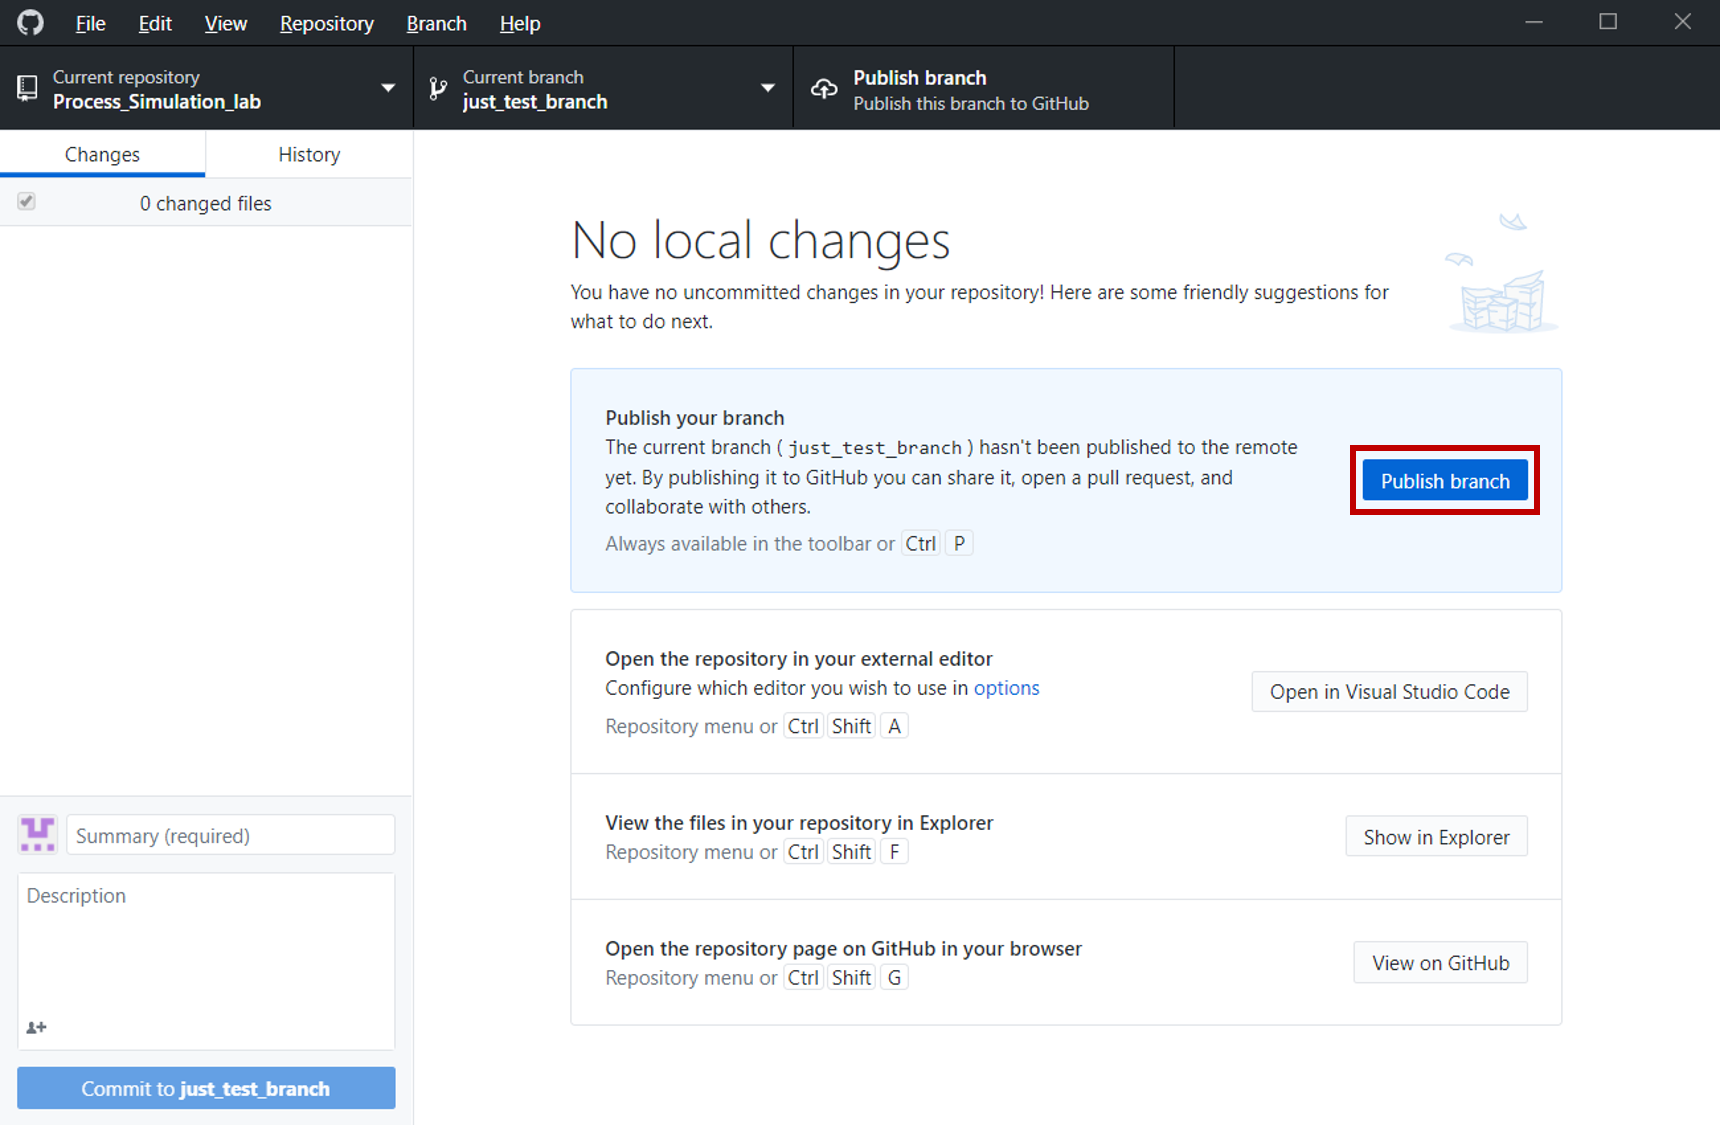 File Edit View Repository Branch Help
Current repository
Process_Simulation_lab
Current branch
just_test_branch
Publish branch
Publish this branch to GitHub
Changes
History
0 changed files
No local changes
You have no uncommitted changes in your repository! Here are some friendly suggestions for
what to do next.
Publish your branch
The current branch ( just_test_branch ) hasn't been published to the remote
yet. By publishing it to GitHub you can share it, open a pull request, and
collaborate with others.
Always available in the toolbar or Ctrl P
Publish branch
Open the repository in your external editor
Configure which editor you wish to use in options
Repository menu or Ctrl Shift A
Open in Visual Studio Code
View the files in your repository in Explorer
Repository menu or Ctrl Shift F
Show in Explorer
Open the repository page on GitHub in your browser
Repository menu or Ctrl Shift G
View on GitHub
Summary (required)
Description
Commit to just_test_branch